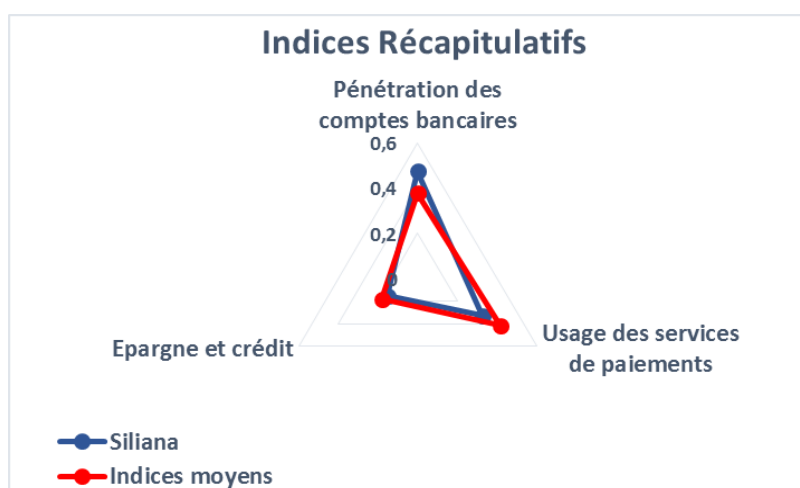 Indices Récapitulatifs
Pénétration des
comptes bancaires
0,6
0,4
0,2
0
Usage des services
de paiements
Epargne et crédit
Siliana
Indices moyens